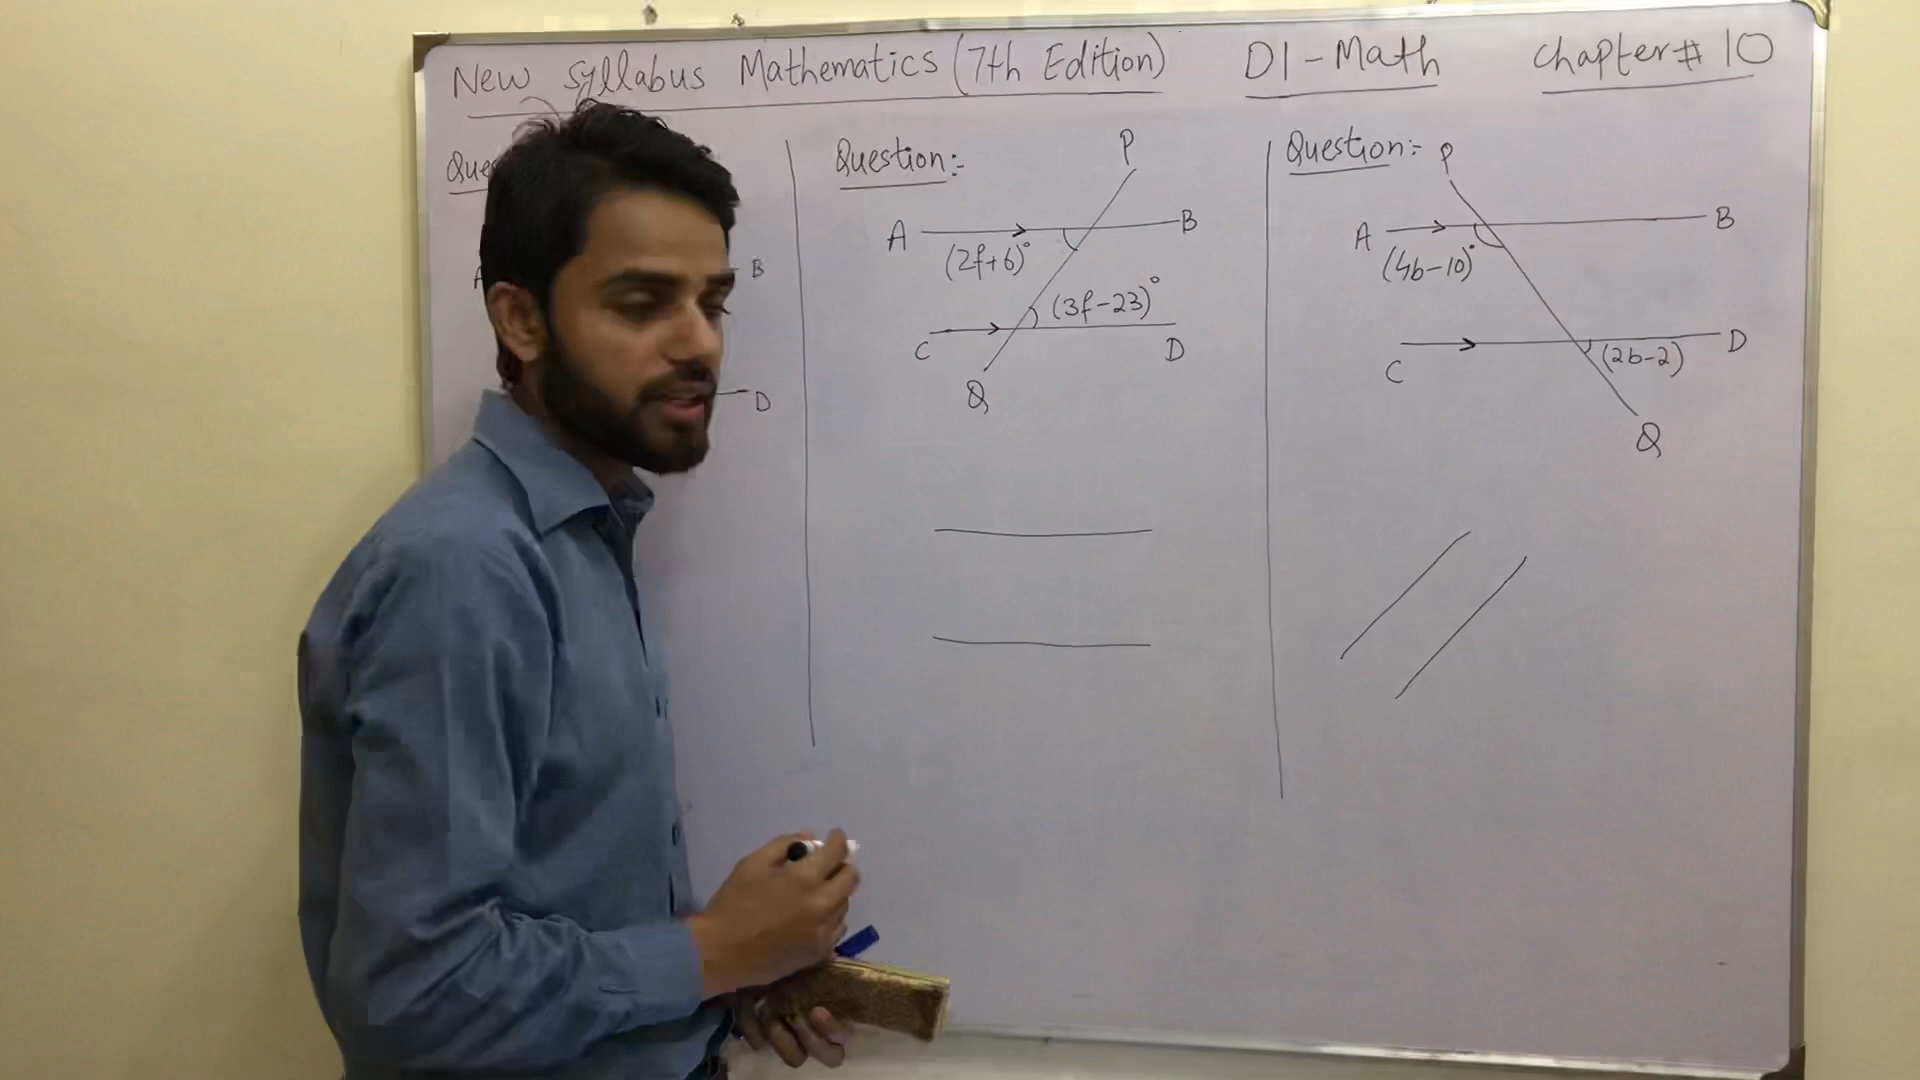 New Syllabus Mathematics (7th Edition) D1-Math Chapter# 10
B
D
Question:-
P
A B
(2f+6)°
(3f-23)°
C D
Q
Question:-
P
A B
(4b-10)°
C D
(2b-2)
Q